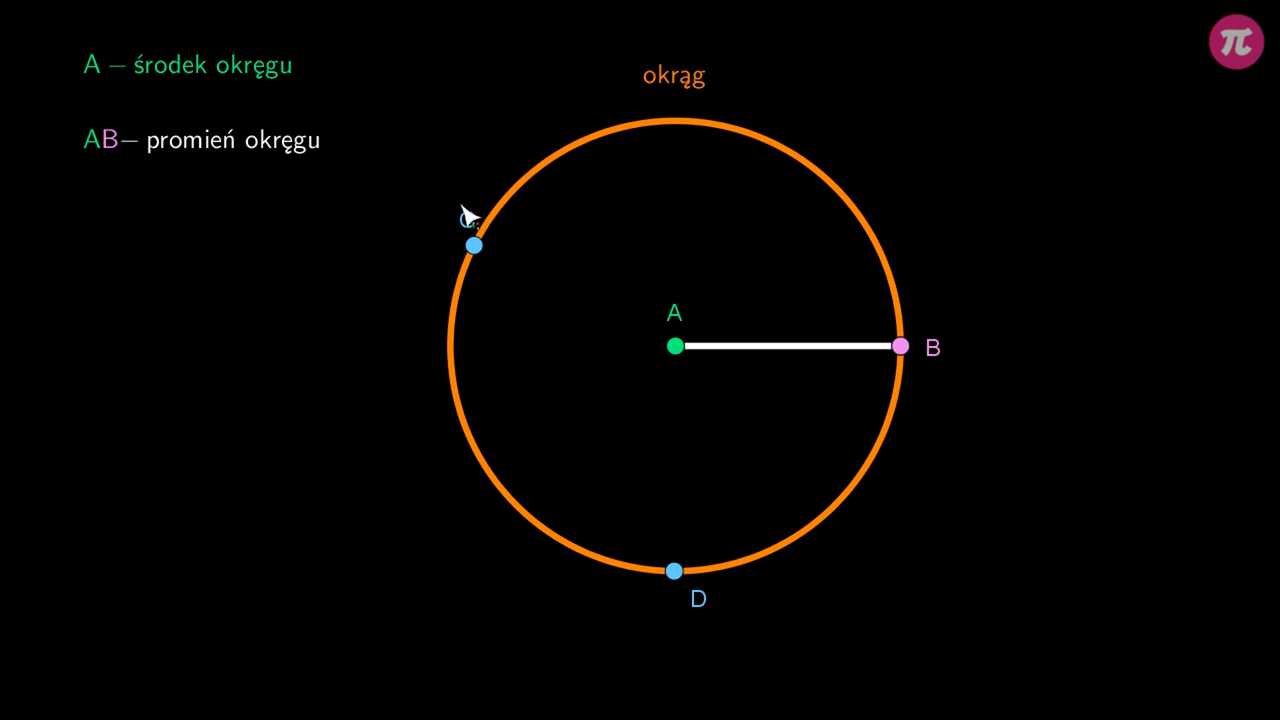 A – środek okręgu
okrąg
AB– promień okręgu
C
A
B
D
π